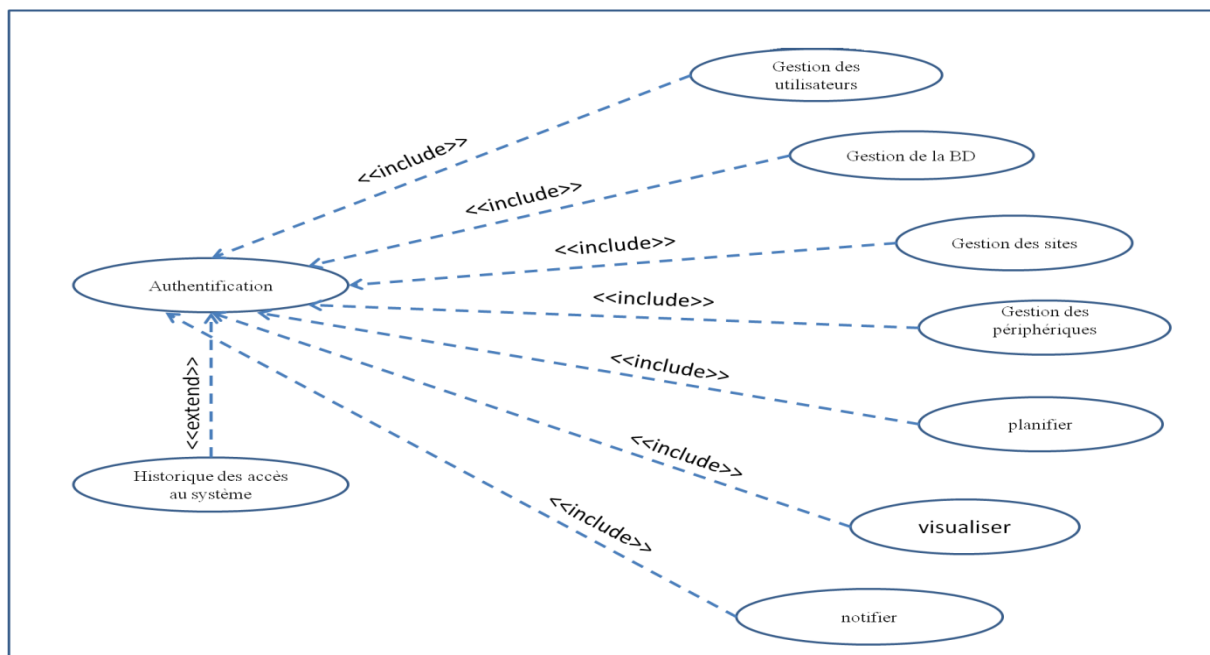 Gestion des
utilisateurs
<<include>>
Gestion de la BD
<<include>>
Gestion des sites
<<include>>
Authentification
<<include>>
Gestion des
périphériques
<<include>>
planifier
<<extend>>
<<include>>
Historique des accès
au système
visualiser
<<include>>
notifier